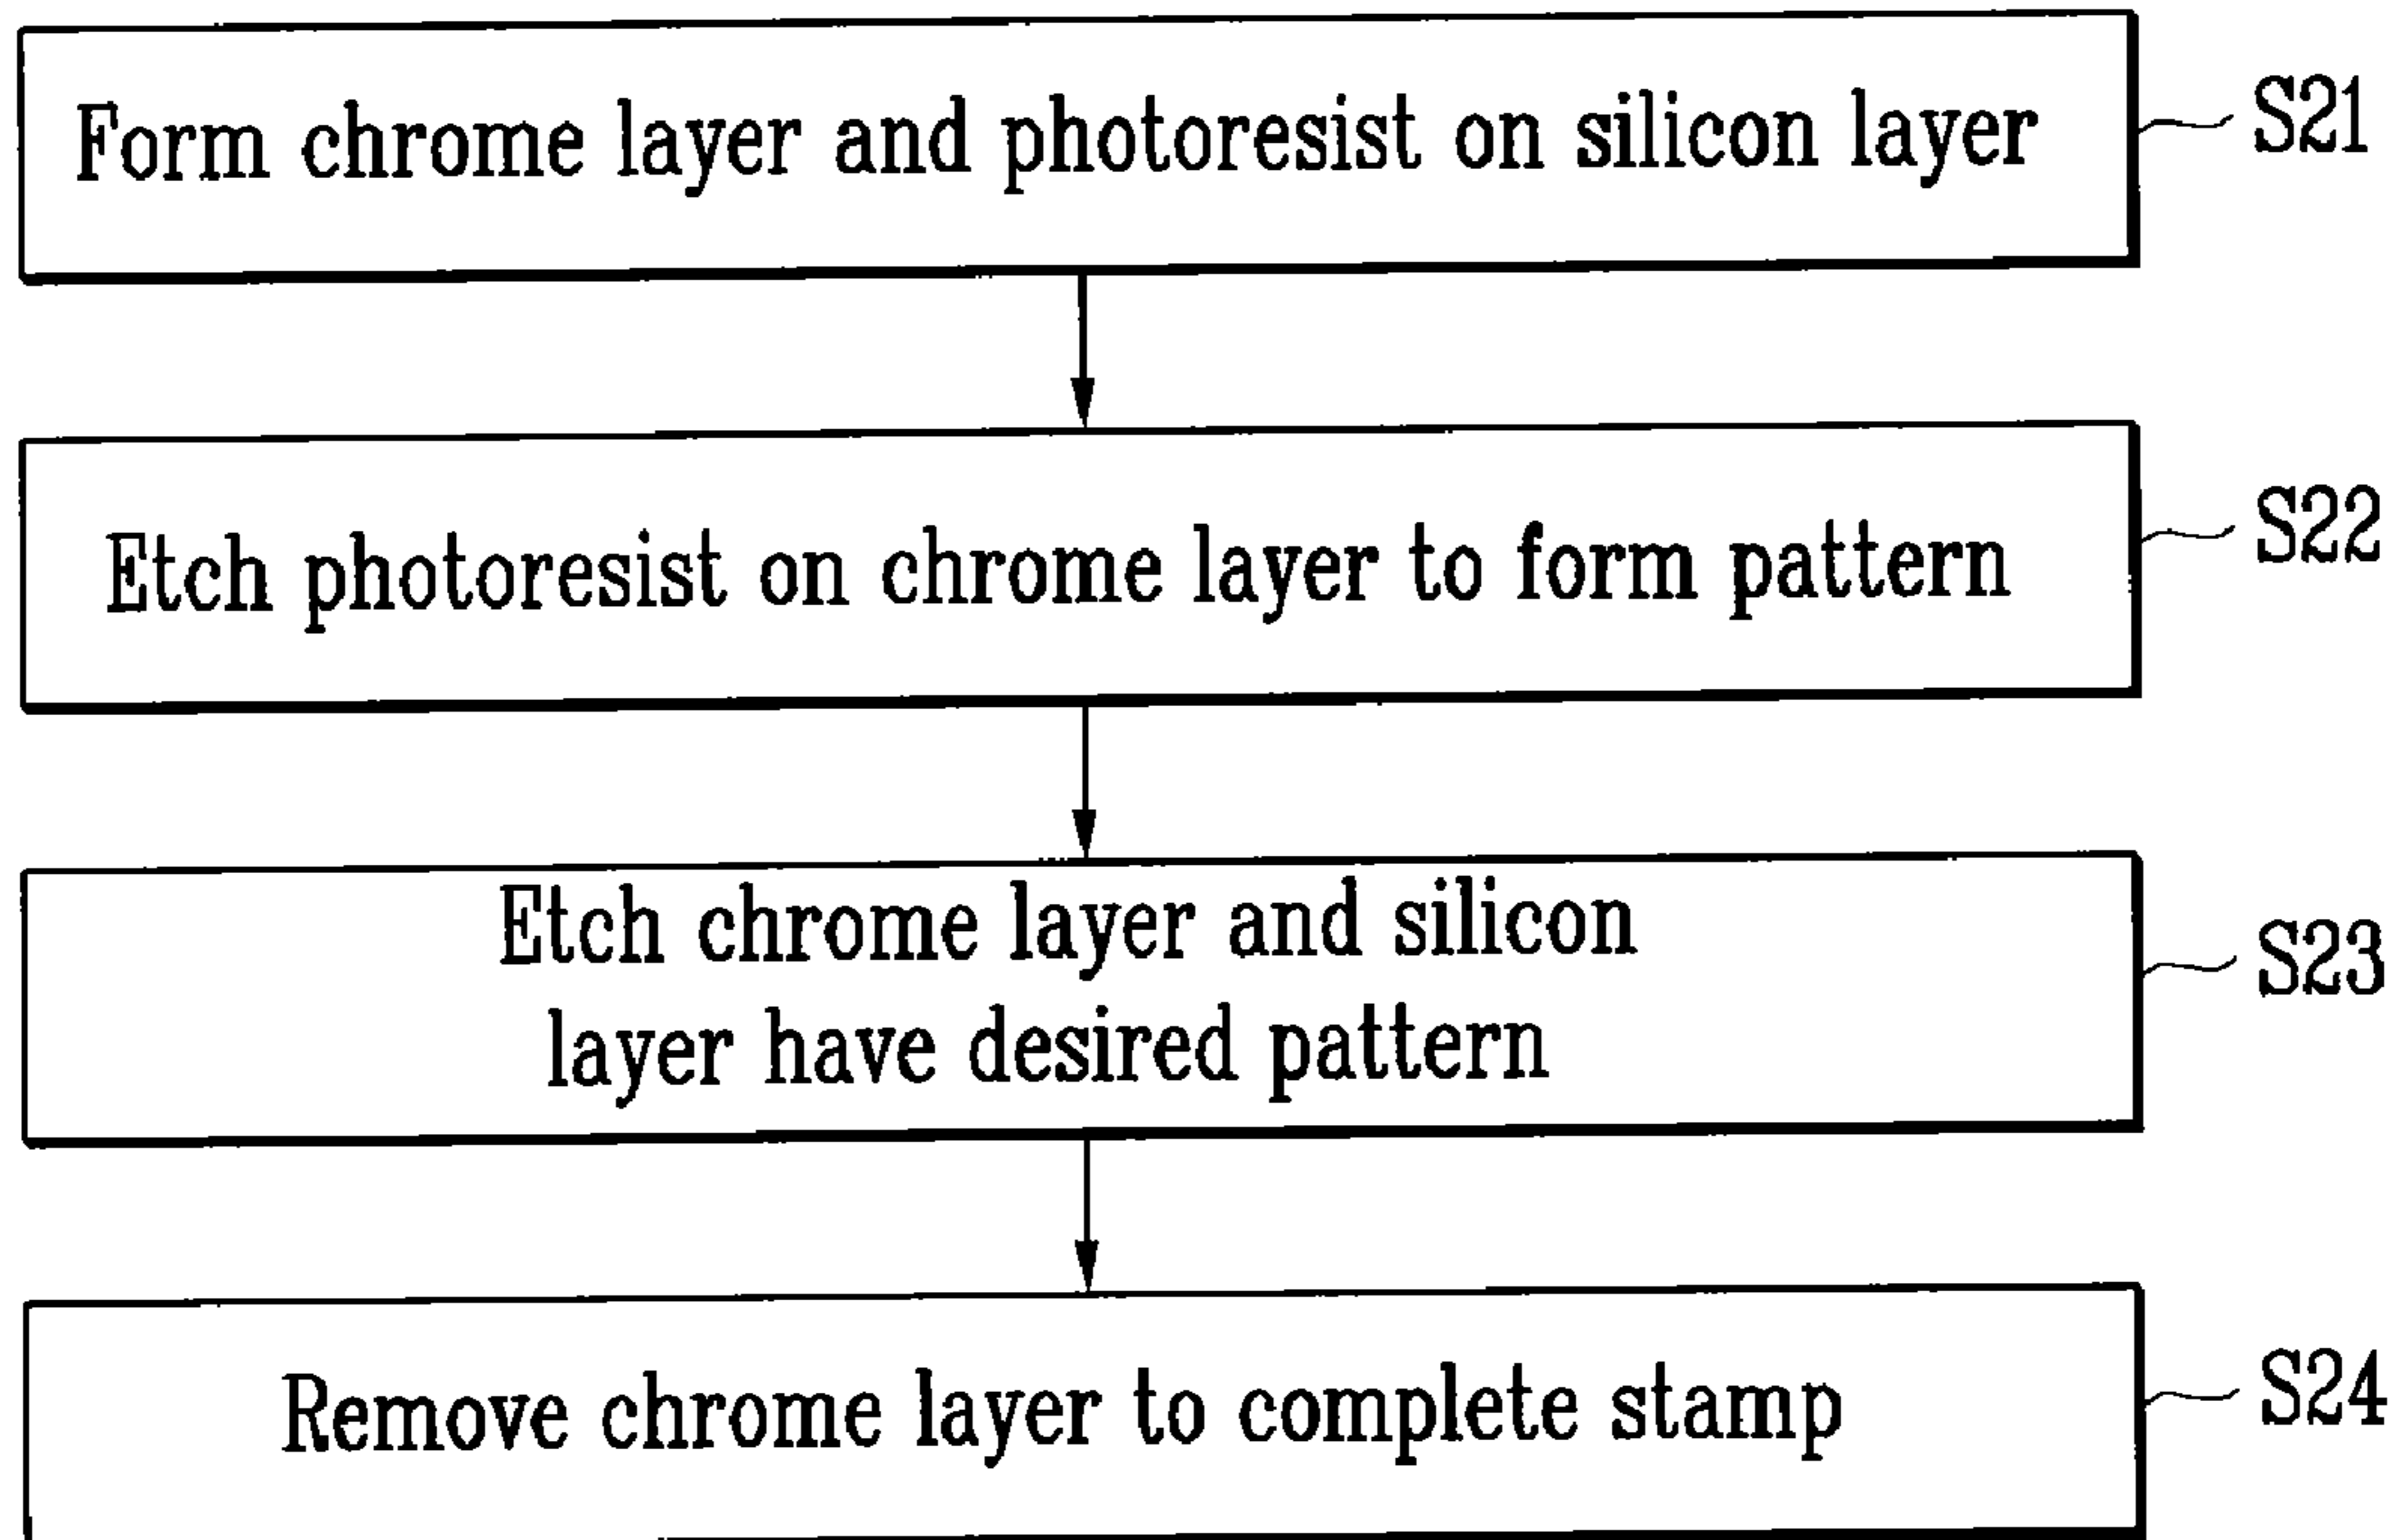 Form chrome layer and photoresist on silicon layer
S21
Etch photoresist on chrome layer to form pattern
S22
Etch chrome layer and silicon
layer have desired pattern
S23
Remove chrome layer to complete stamp
S24